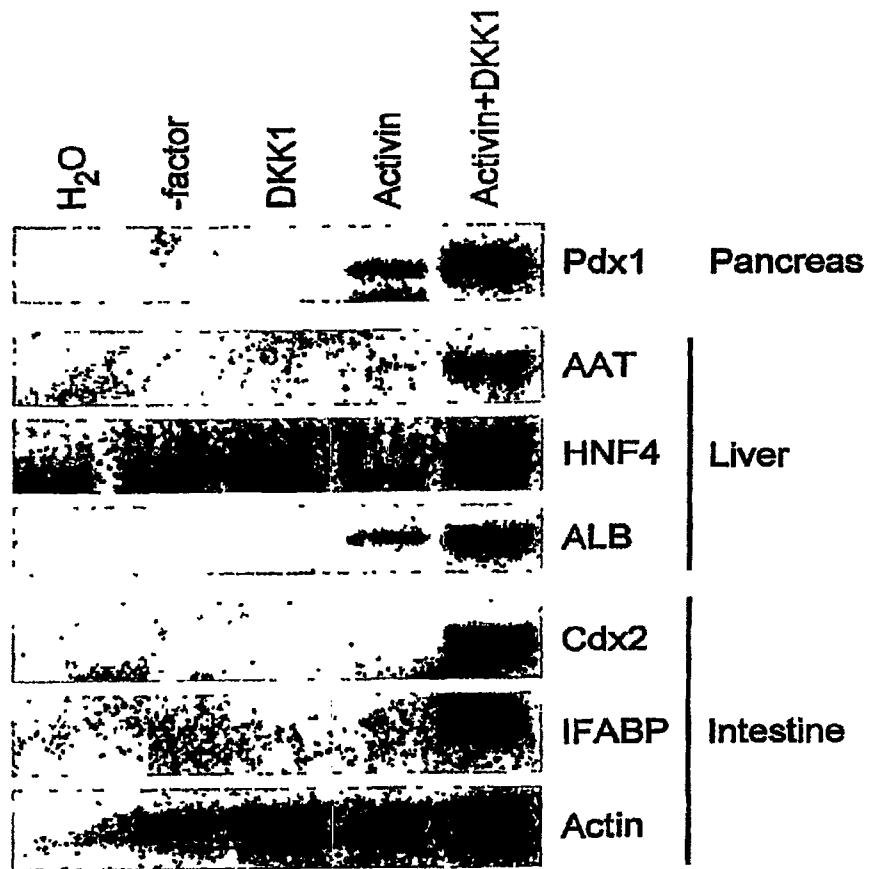 H₂O
-factor
DKK1
Activin
Activin+DKK1
Pdx1 Pancreas
AAT
HNF4 Liver
ALB
Cdx2
IFABP Intestine
Actin